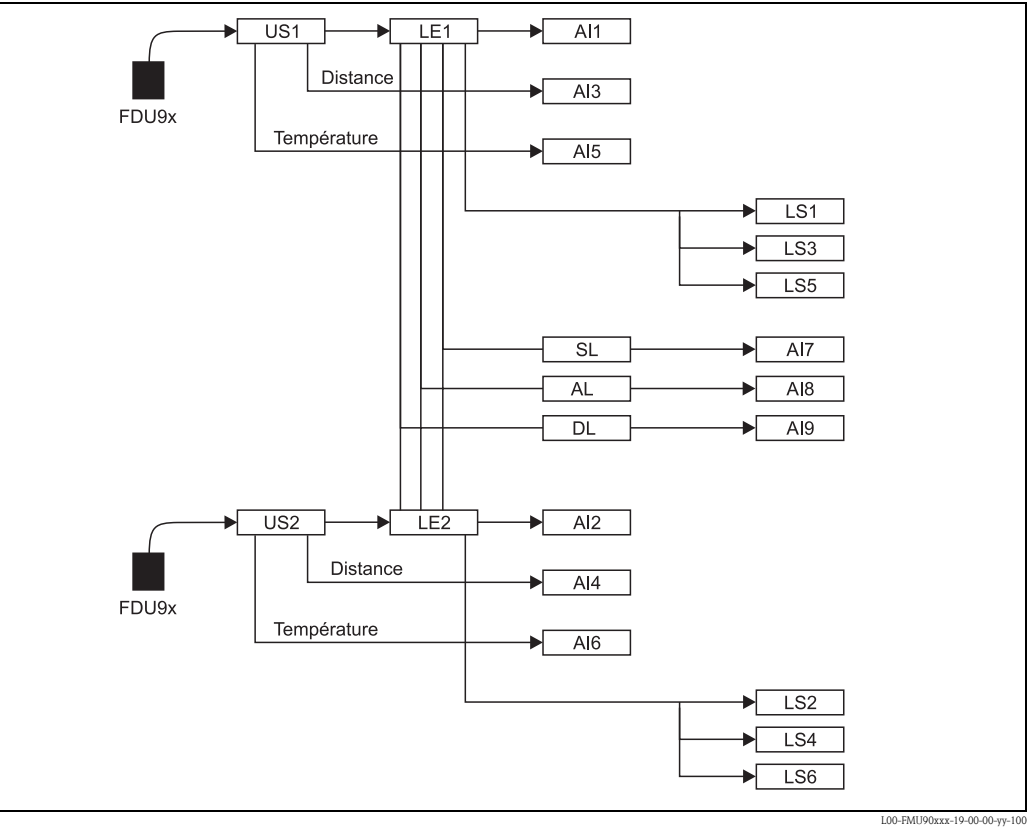 US1
LE1
AI1
Distance
AI3
FDU9x
Température
AI5
LS1
LS3
LS5
SL
AI7
AL
AI8
DL
AI9
US2
LE2
AI2
Distance
AI4
FDU9x
Température
AI6
LS2
LS4
LS6
L00-FMU90xxx-19-00-00-yy-100